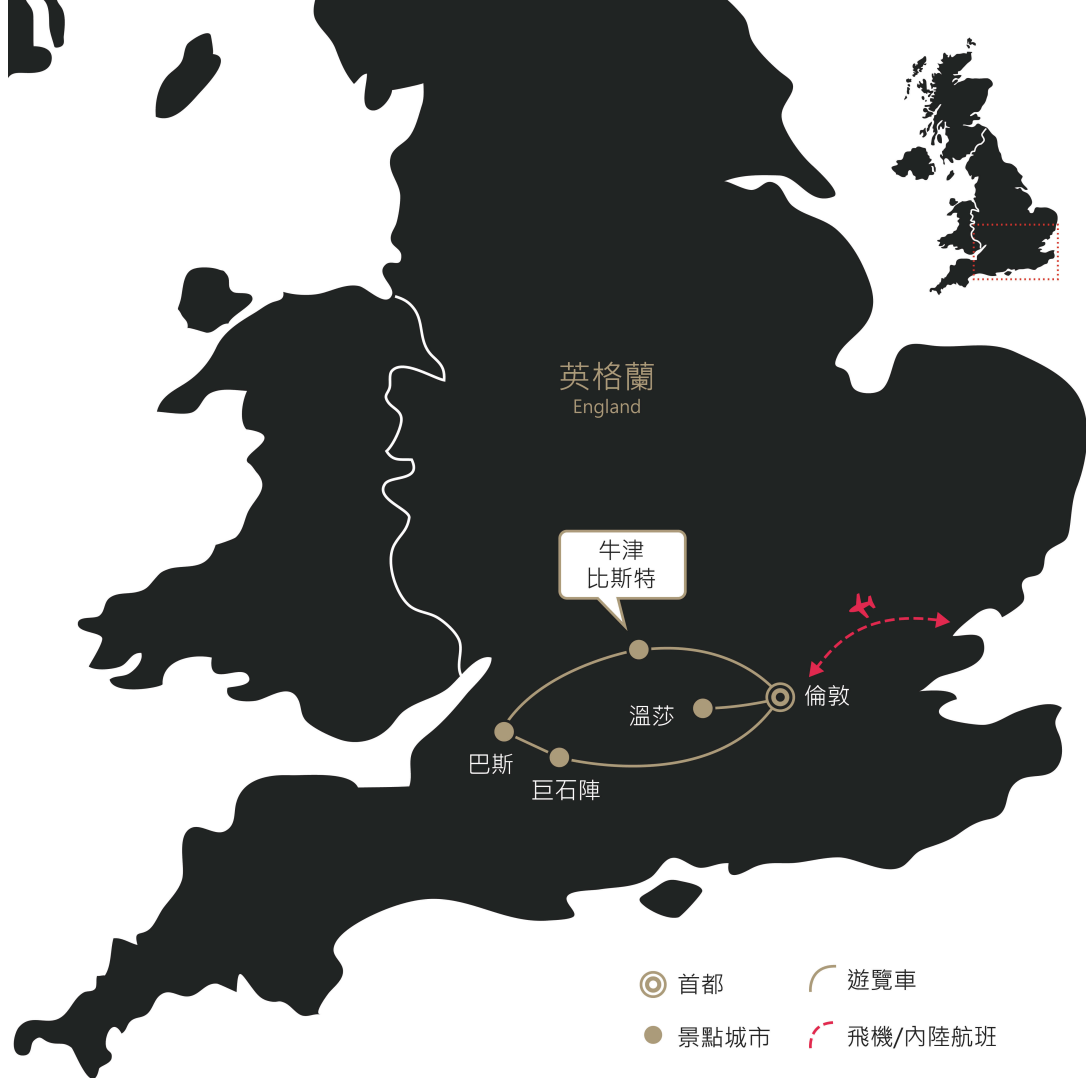 英格蘭
England
牛津
比斯特
倫敦
溫莎
巴斯
巨石陣
首都
遊覽車
景點城市
飛機/內陸航班